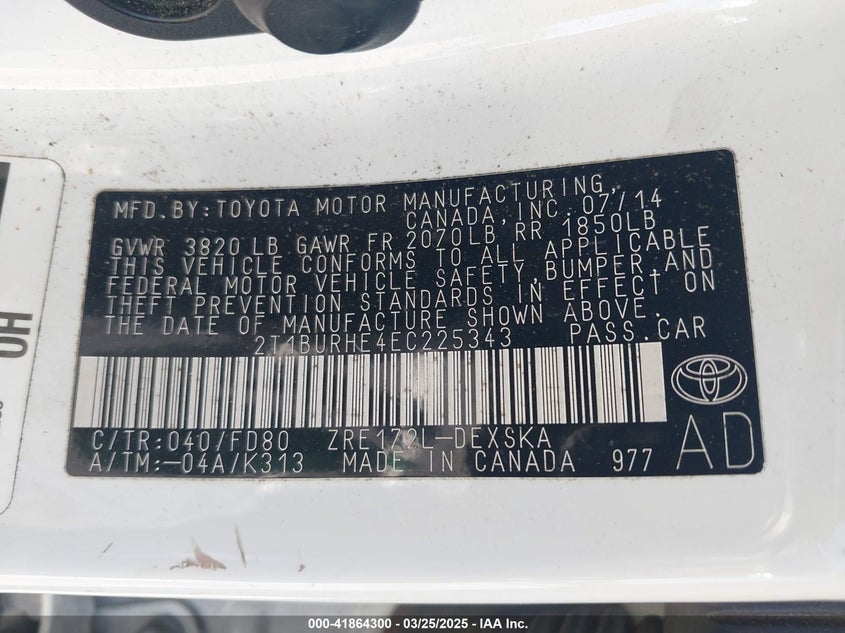 MFD. BY: TOYOTA MOTOR MANUFACTURING,
CANADA, INC. 07/14
GVWR 3820 LB GAWR FR 2070LB RR 1850LB
THIS VEHICLE CONFORMS TO ALL APPLICABLE
FEDERAL MOTOR VEHICLE SAFETY, BUMPER, AND
THEFT PREVENTION STANDARDS IN EFFECT ON
THE DATE OF MANUFACTURE SHOWN ABOVE.
2T1BURHE4EC225343 PASS. CAR
C/TR: 040/FD80 ZRE172L-DEXSKA
A/TM: -04A/K313 MADE IN CANADA 977 AD
HO
000-41864300 / 03/25/2025 — IAA Inc.